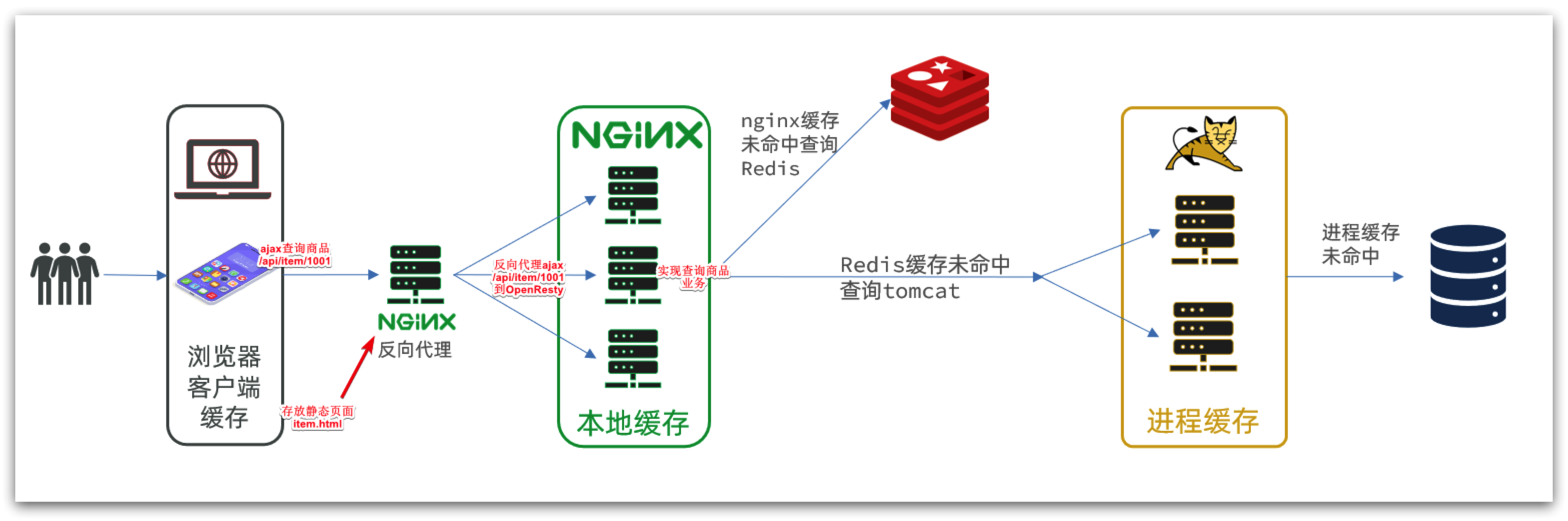 浏览器
客户端
缓存
ajax查询商品
/api/item/1001
NGINX
反向代理
存放静态页面
item.html
反向代理ajax
/api/item/1001
到OpenResty
NGINX
实现查询商品
业务
本地缓存
nginx缓存
未命中查询
Redis
Redis缓存未命中
查询tomcat
进程缓存
进程缓存
未命中